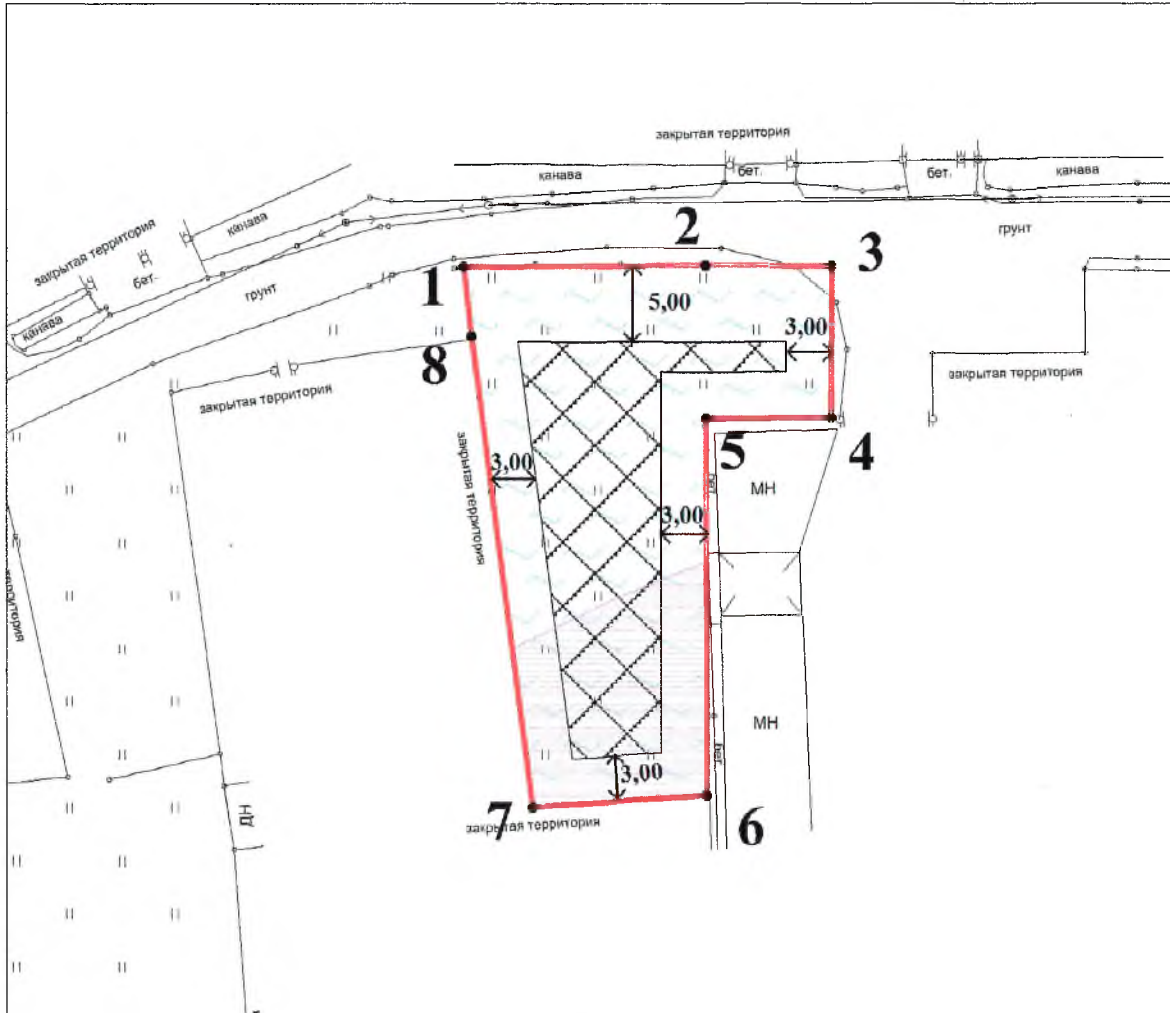 закрытая территория
канава
бет.
бет.
канава
канава
закрытая территория
бет.
грунт
2
3
грунт
1
5,00
канава
3,00
8
закрытая территория
закрытая территория
5
4
закрытая территория
3,00
бет
МН
3,00
МН
бет
3,00
7
закрытая территория
6
ДН